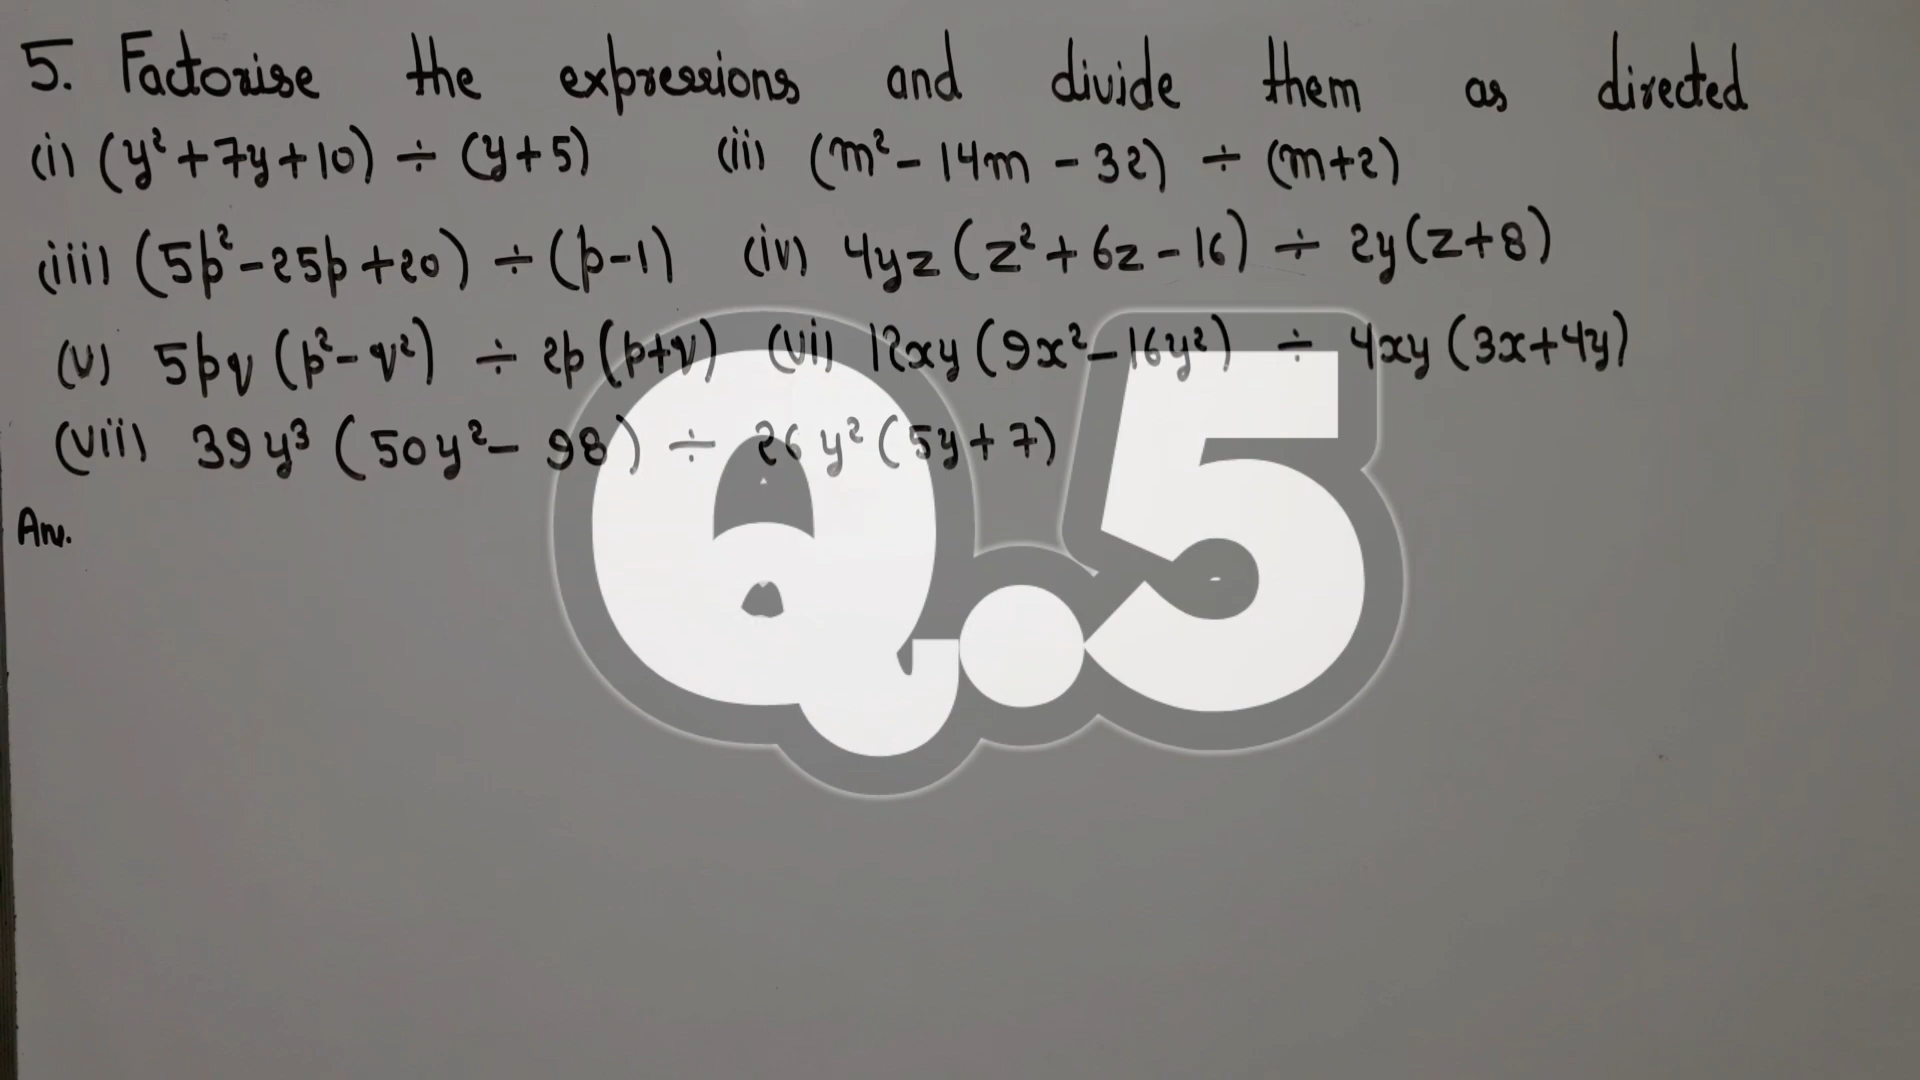 5. Factorise the expressions and divide them as directed
(i) (y²+7y+10) ÷ (y+5) (ii) (m²-14m-32) ÷ (m+2)
(iii) (5p²-25p+20) ÷ (p-1) (iv) 4yz(z²+6z-16) ÷ 2y(z+8)
(v) 5pq(p²-q²) ÷ 2p(p+q) (vi) 12xy(9x²-16y²) ÷ 4xy(3x+4y)
(vii) 39y³(50y²-98) ÷ 26y²(5y+7)
Ans.
Q.5